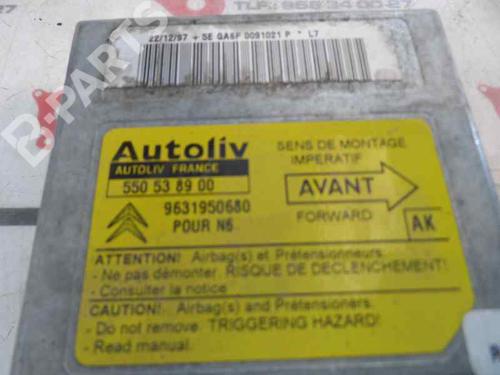 22/12/97 + SE GA6F 0091021 P * L7
Autoliv
AUTOLIV FRANCE
550 53 89 00
9631950680
POUR N6
SENS DE MONTAGE
IMPERATIF
AVANT
FORWARD
AK
ATTENTION! Airbag(s) et Prétensionneurs.
- Ne pas démonter. RISQUE DE DECLENCHEMENT!
- Consulter la notice
CAUTION! Airbag(s) and Prétensioners.
- Do not remove. TRIGGERING HAZARD!
- Read manual.
B-PARTS